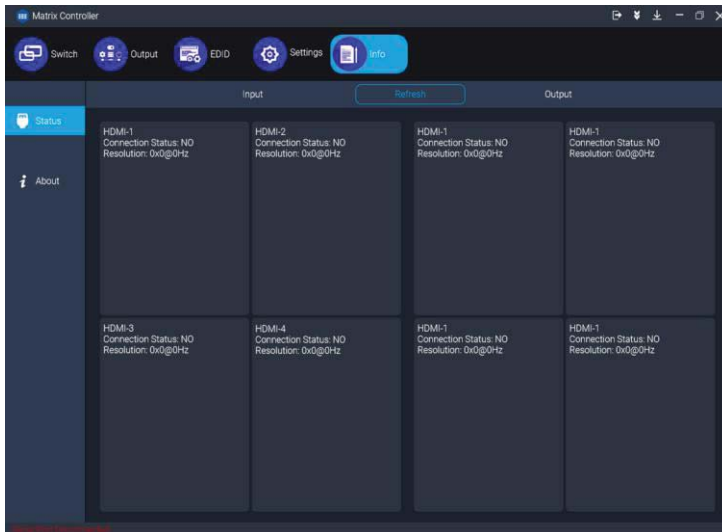 Matrix Controller
Switch Output EDID Settings Info
Input Refresh Output
Status
About
HDMI-1
Connection Status: NO
Resolution: 0x0@0Hz
HDMI-2
Connection Status: NO
Resolution: 0x0@0Hz
HDMI-1
Connection Status: NO
Resolution: 0x0@0Hz
HDMI-1
Connection Status: NO
Resolution: 0x0@0Hz
HDMI-3
Connection Status: NO
Resolution: 0x0@0Hz
HDMI-4
Connection Status: NO
Resolution: 0x0@0Hz
HDMI-1
Connection Status: NO
Resolution: 0x0@0Hz
HDMI-1
Connection Status: NO
Resolution: 0x0@0Hz